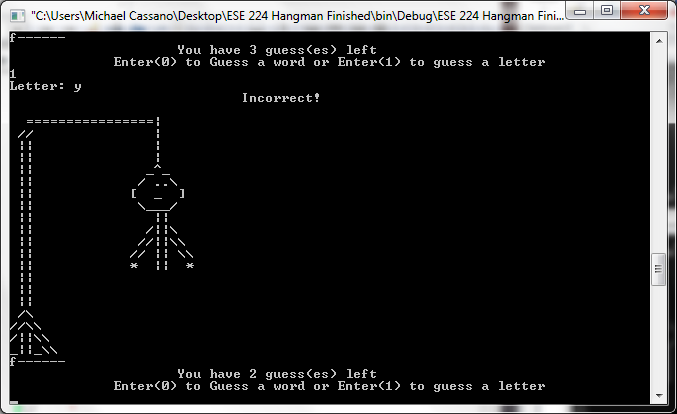 "C:\Users\Michael Cassano\Desktop\ESE 224 Hangman Finished\bin\Debug\ESE 224 Hangman Fini...
f------
You have 3 guess(es) left
Enter(0) to Guess a word or Enter(1) to guess a letter
1
Letter: y
Incorrect!
f------
You have 2 guess(es) left
Enter(0) to Guess a word or Enter(1) to guess a letter